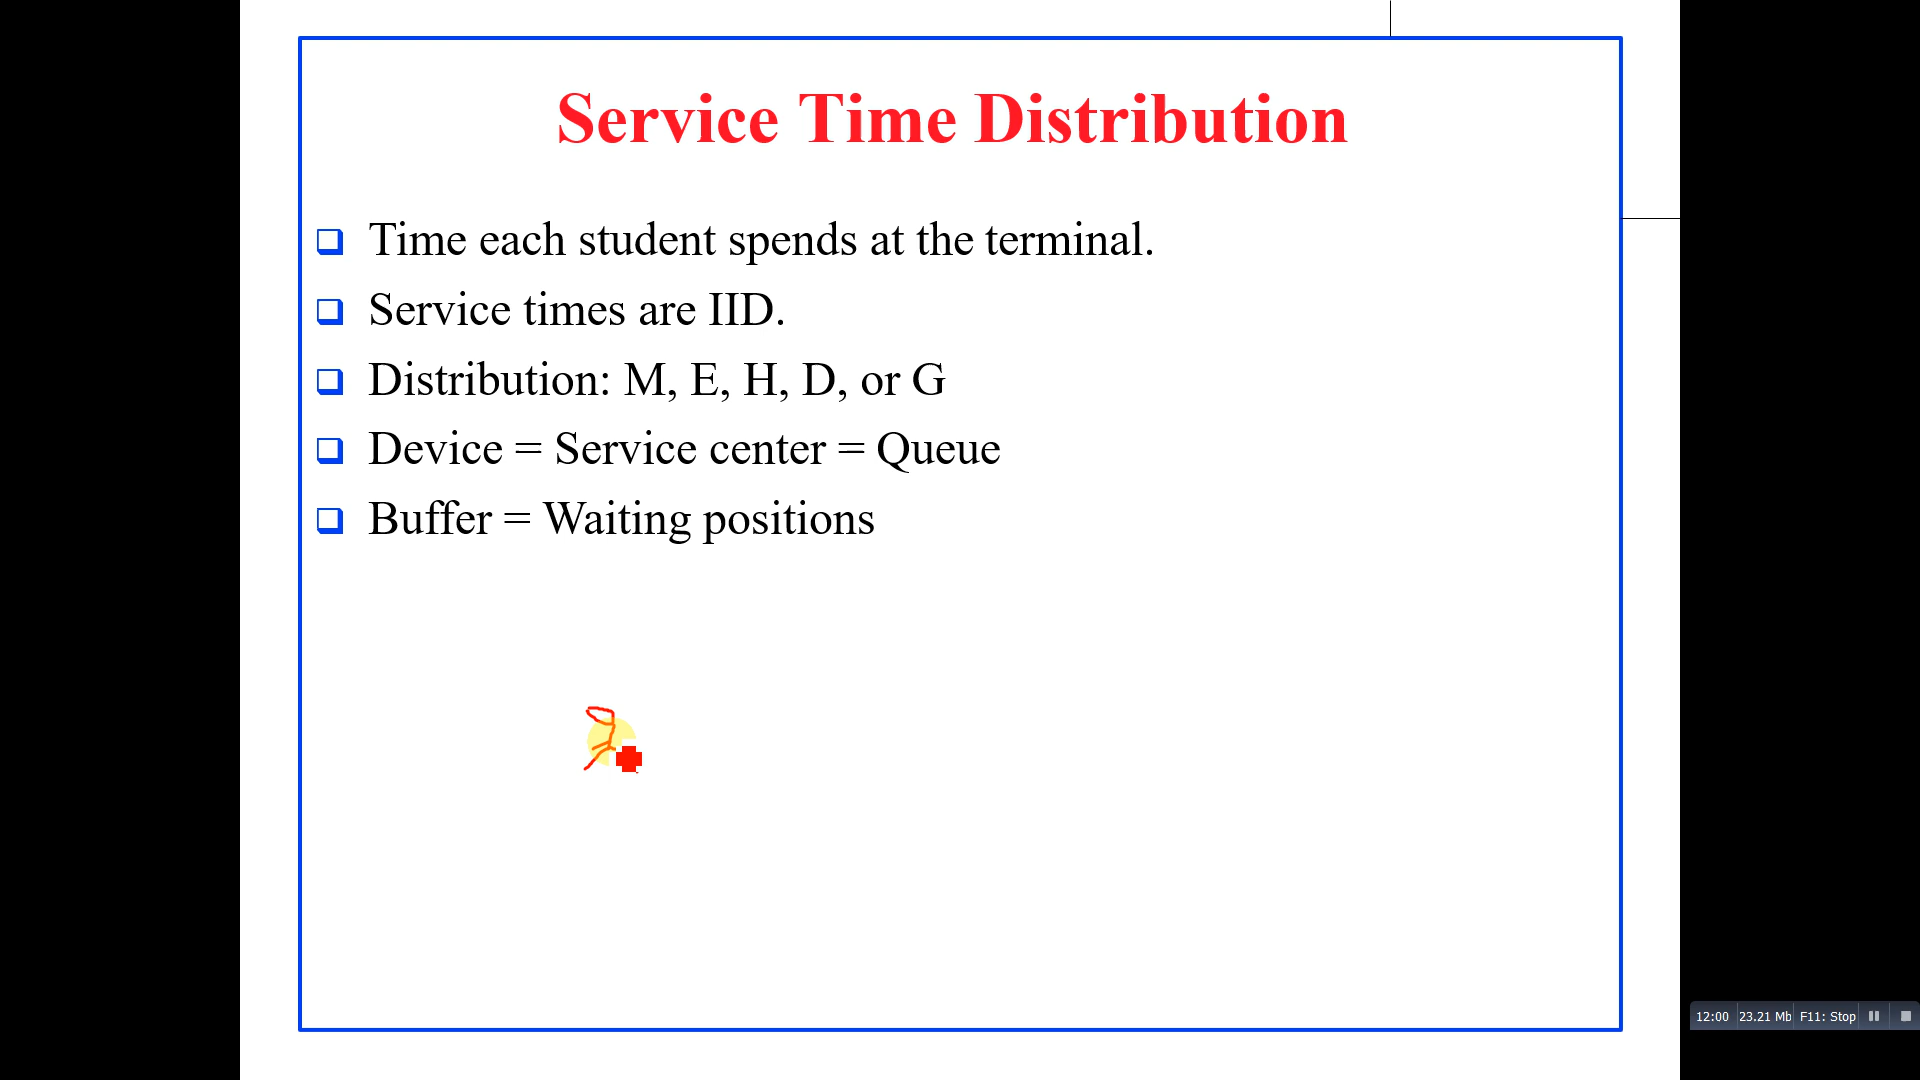 Service Time Distribution
Time each student spends at the terminal.
Service times are IID.
Distribution: M, E, H, D, or G
Device = Service center = Queue
Buffer = Waiting positions
12:00 23.21 Mb F11: Stop